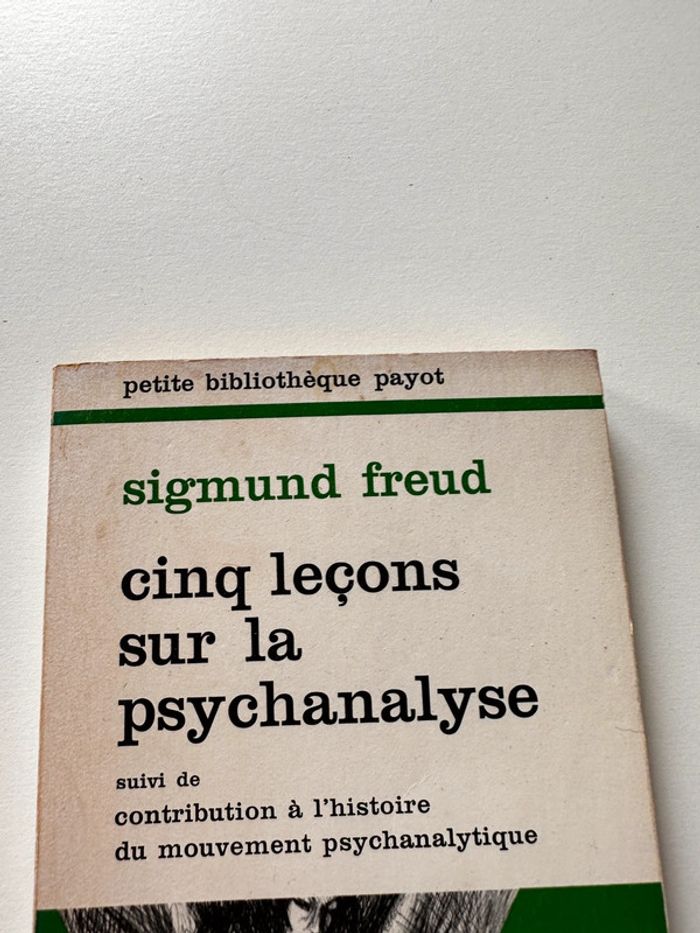 petite bibliothèque payot
sigmund freud
cinq leçons
sur la
psychanalyse
suivi de
contribution à l'histoire
du mouvement psychanalytique